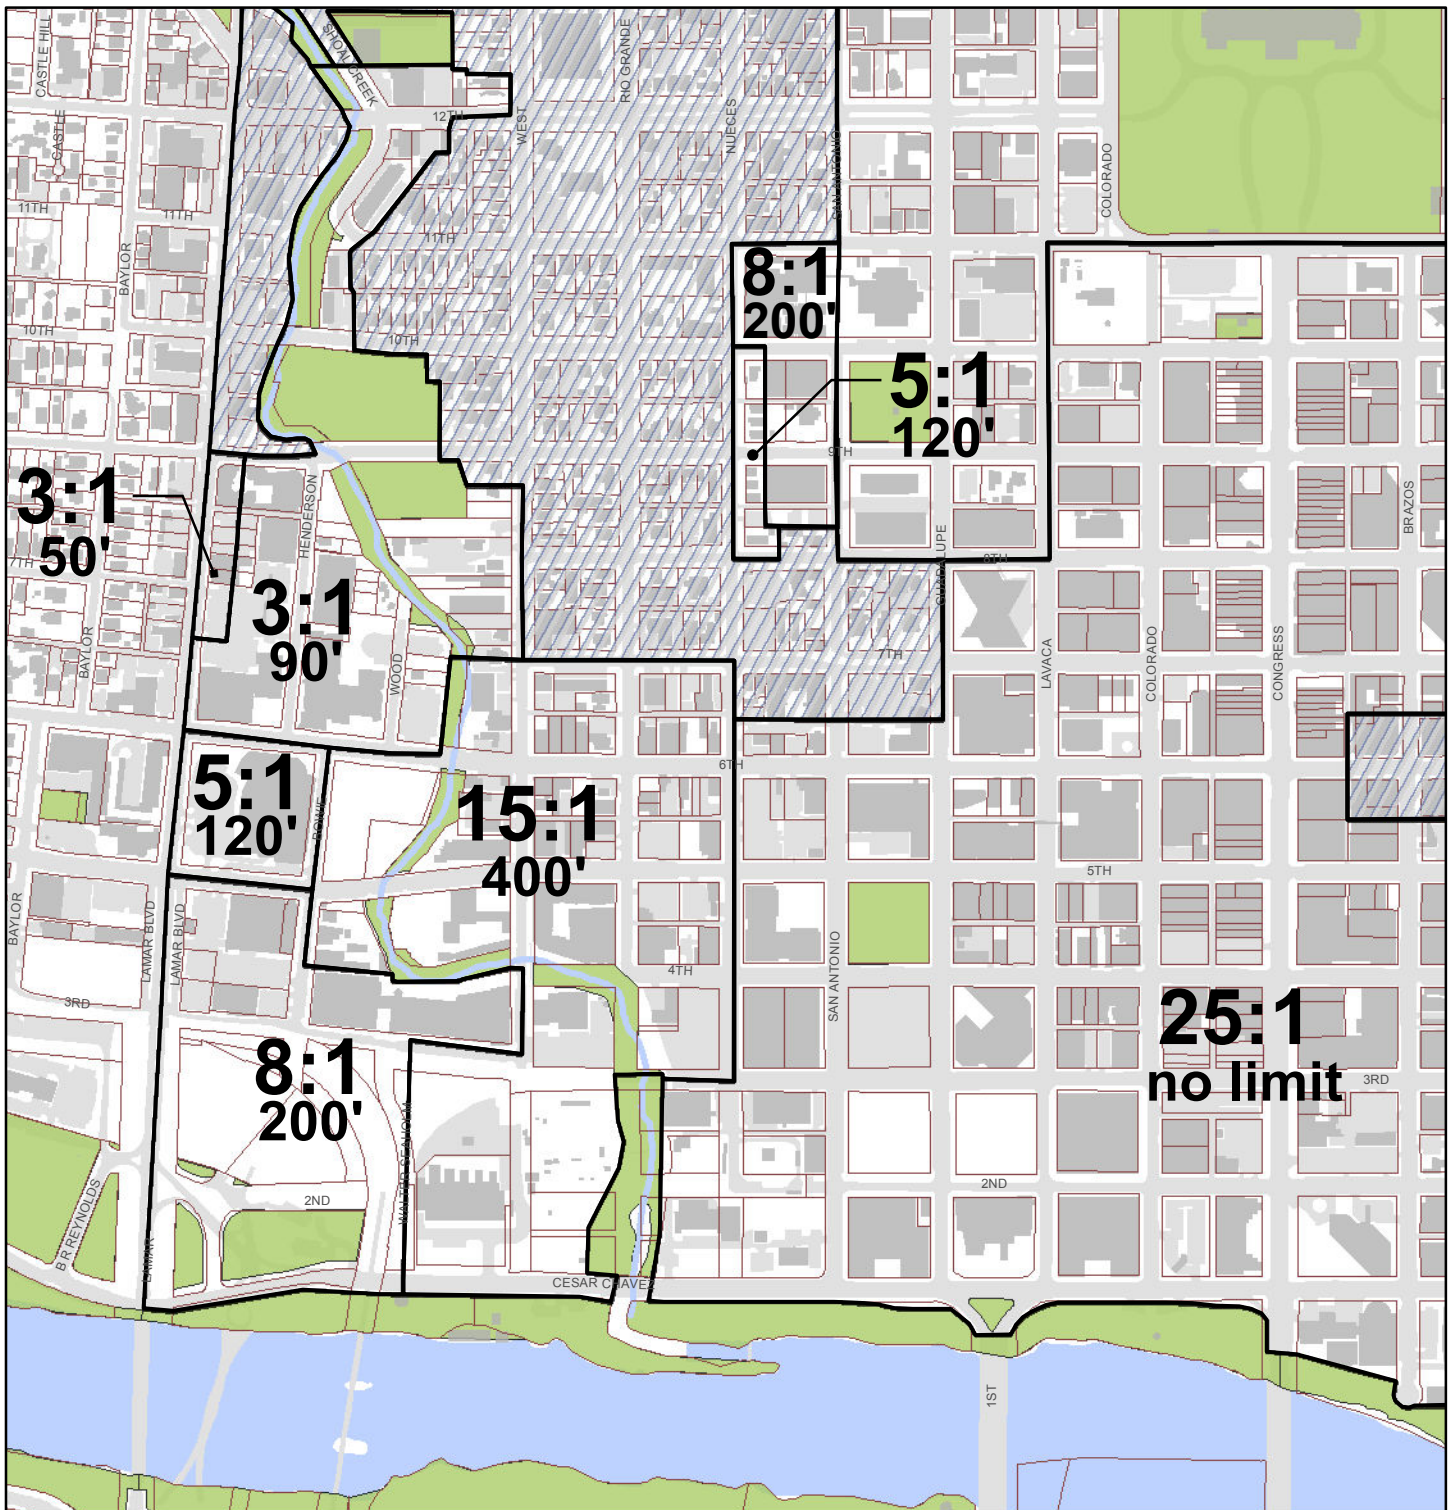 CASTLE HILL
SHOAL CREEK
RIO GRANDE
12TH
WEST
NUECES
SAN ANTONIO
CASTLE
COLORADO
11TH
11TH
11TH
BAYLOR
8:1
200'
10TH
10TH
5:1
120'
9TH
3:1
50'
HENDERSON
BRAZOS
7TH
GUADALUPE
8TH
3:1
90'
BAYLOR
WOOD
7TH
LAVACA
COLORADO
CONGRESS
6TH
5:1
120'
BOWIE
15:1
400'
5TH
BAYLOR
LAMAR BLVD
LAMAR BLVD
SAN ANTONIO
4TH
3RD
25:1
no limit
8:1
200'
3RD
WALTER SEAHOLM
2ND
2ND
B R REYNOLDS
LAMAR
CESAR CHAVEZ
1ST